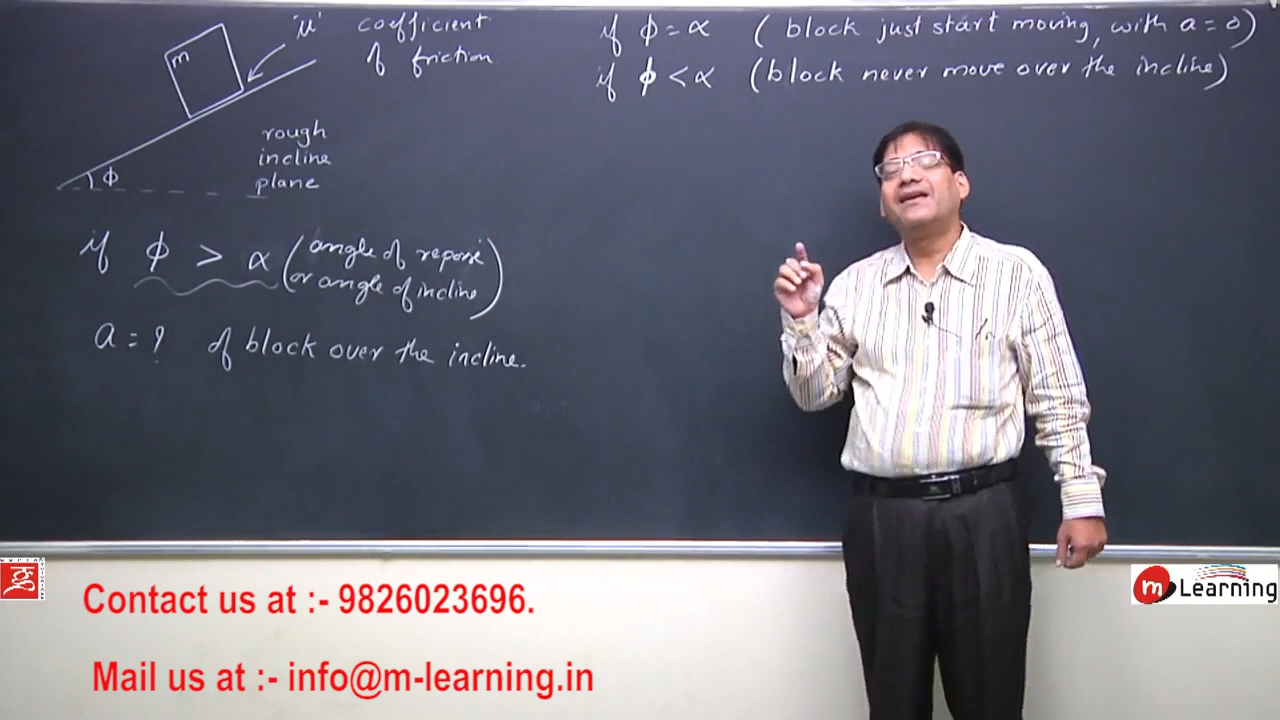 'μ' coefficient
of friction
m
rough
incline
plane
ϕ
if ϕ = α ( block just start moving, with a = 0 )
if ϕ < α (block never move over the incline)
if ϕ > α (angle of repose
or angle of incline)
a = ? of block over the incline.
Contact us at :- 9826023696.
Mail us at :- info@m-learning.in
m Learning